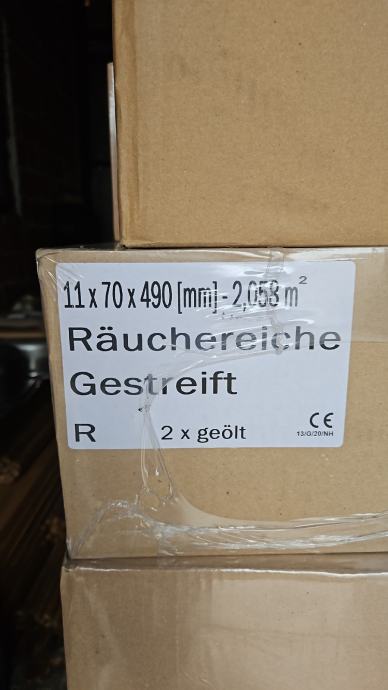 11 x 70 x 490 [mm] - 2,058 m²
Räuchereiche
Gestreift
R 2 x geölt CE
13/G/20/NH